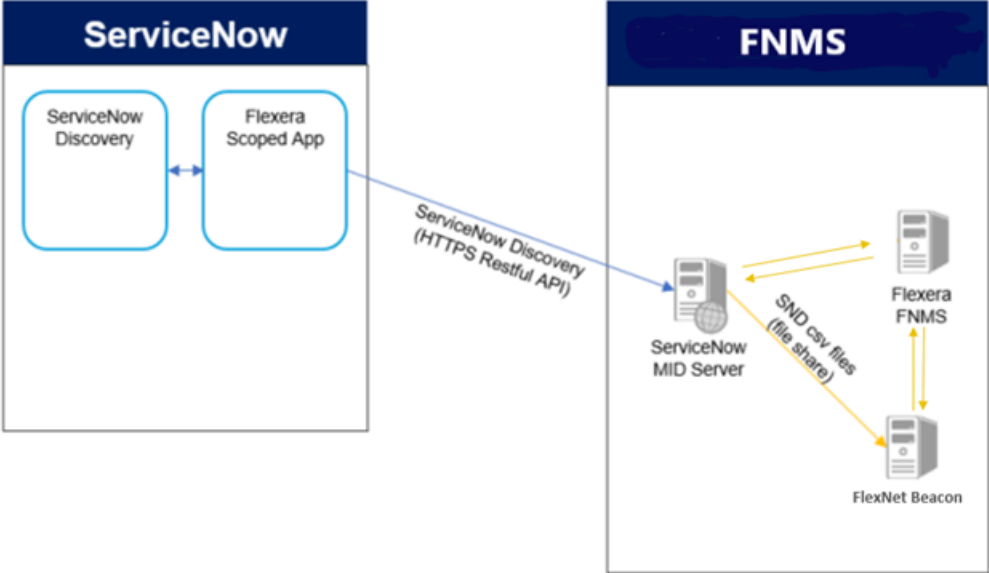 ServiceNow
FNMS
ServiceNow
Discovery
Flexera
Scoped App
ServiceNow Discovery
(HTTPS Restful API)
ServiceNow
MID Server
SND csv files
(file share)
Flexera
FNMS
FlexNet Beacon